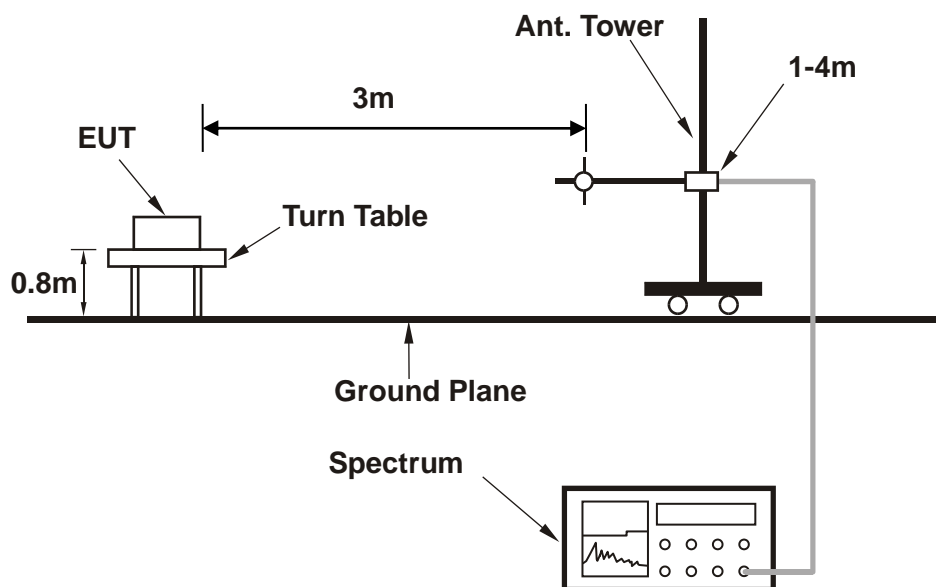 Ant. Tower
1-4m
3m
EUT
Turn Table
0.8m
Ground Plane
Spectrum